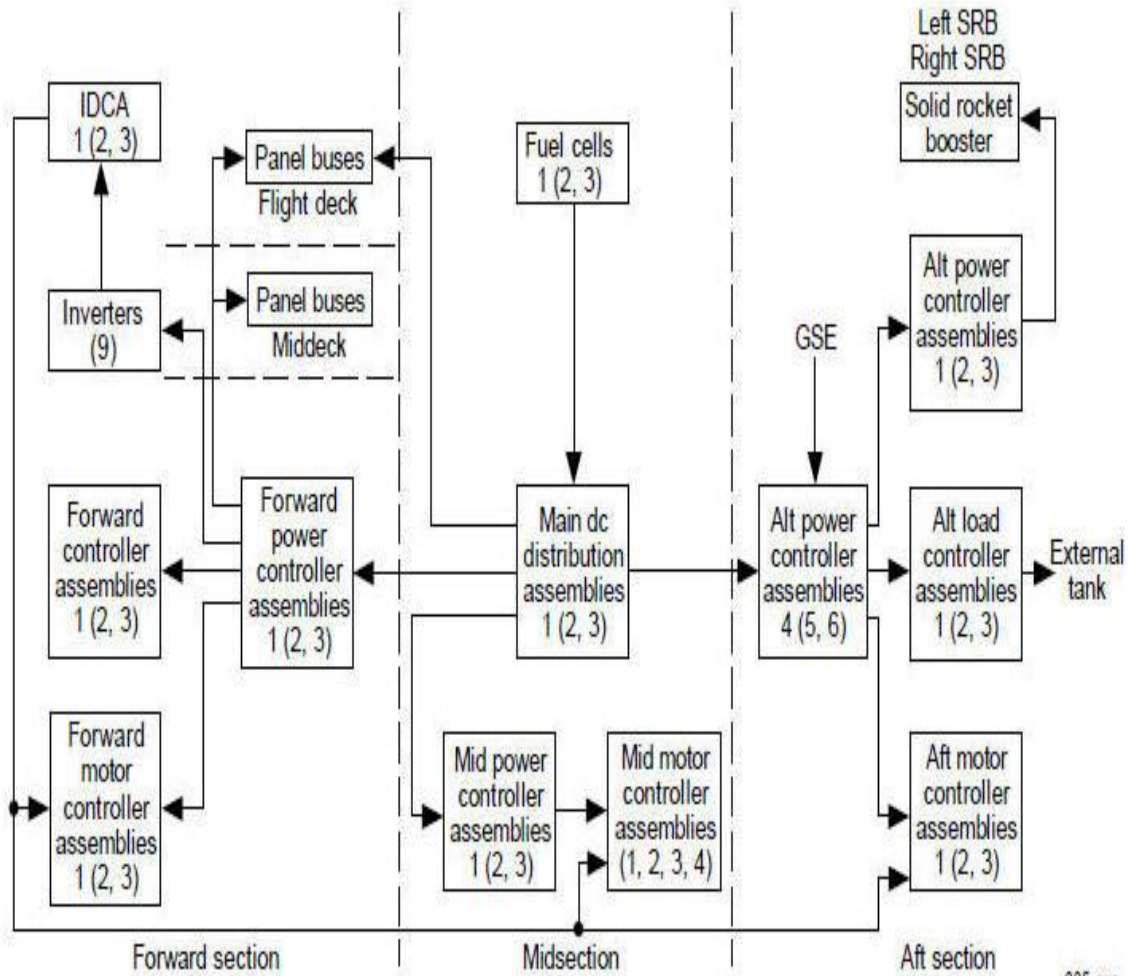 Left SRB
Right SRB
Solid rocket
booster
IDCA
1 (2, 3)
Panel buses
Flight deck
Fuel cells
1 (2, 3)
Alt power
controller
assemblies
1 (2, 3)
Inverters
(9)
Panel buses
Middeck
GSE
Forward
controller
assemblies
1 (2, 3)
Forward
power
controller
assemblies
1 (2, 3)
Main dc
distribution
assemblies
1 (2, 3)
Alt power
controller
assemblies
4 (5, 6)
Alt load
controller
assemblies
1 (2, 3)
External
tank
Forward
motor
controller
assemblies
1 (2, 3)
Mid power
controller
assemblies
1 (2, 3)
Mid motor
controller
assemblies
(1, 2, 3, 4)
Aft motor
controller
assemblies
1 (2, 3)
Forward section
Midsection
Aft section